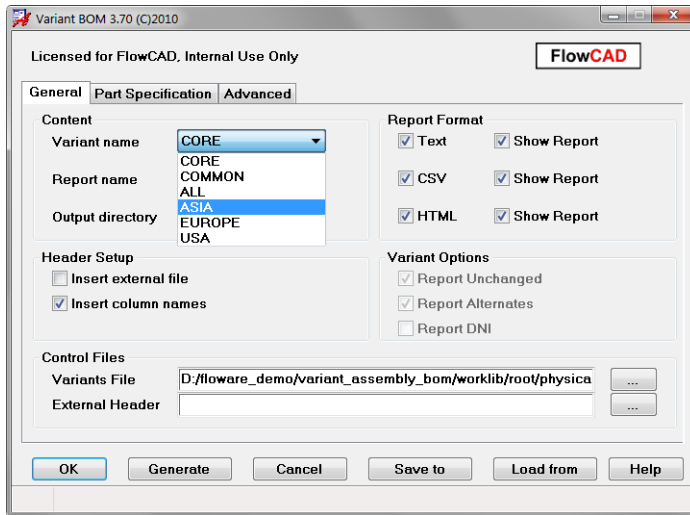 Variant BOM 3.70 (C)2010
Licensed for FlowCAD, Internal Use Only
FlowCAD
General Part Specification Advanced
Content
Variant name CORE
CORE
COMMON
ALL
ASIA
EUROPE
USA
Report name
Output directory
Report Format
Text Show Report
CSV Show Report
HTML Show Report
Header Setup
Insert external file
Insert column names
Variant Options
Report Unchanged
Report Alternates
Report DNI
Control Files
Variants File D:/floware_demo/variant_assembly_bom/worklib/root/physica ...
External Header ...
OK Generate Cancel Save to Load from Help